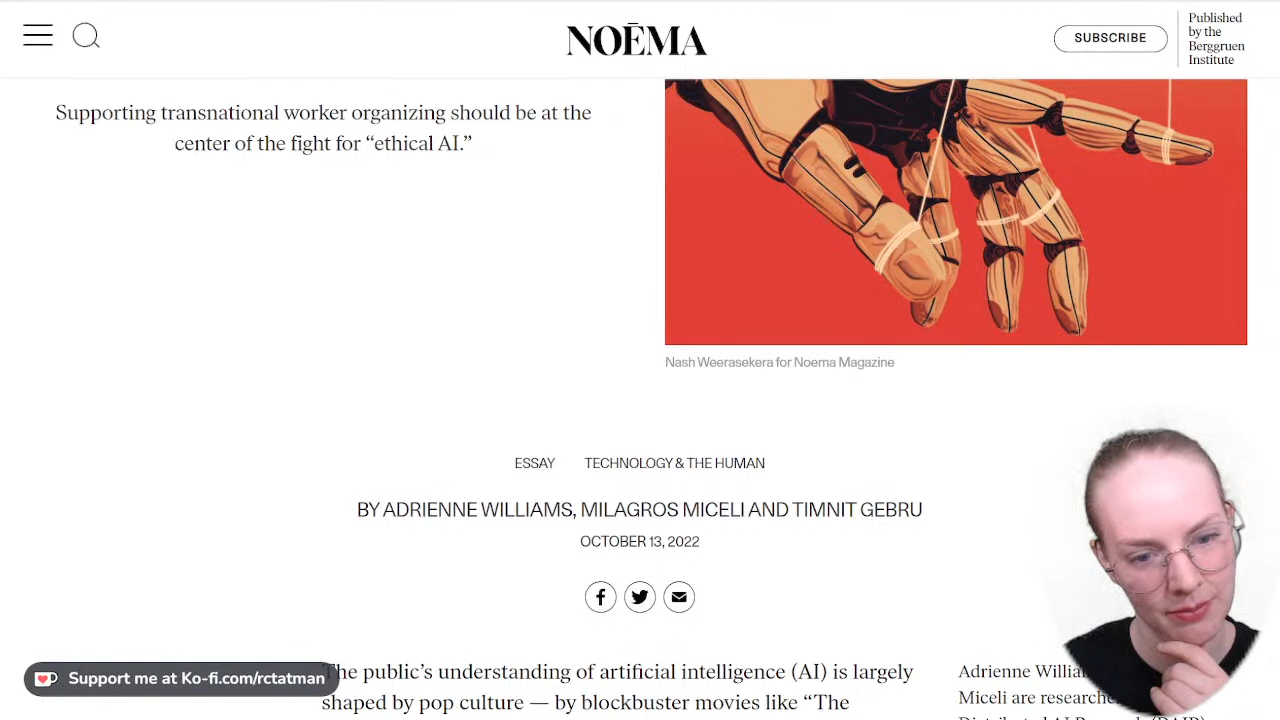 NOĒMA
SUBSCRIBE
Published
by the
Berggruen
Institute
Supporting transnational worker organizing should be at the
center of the fight for “ethical AI.”
Nash Weerasekera for Noema Magazine
ESSAY
TECHNOLOGY & THE HUMAN
BY ADRIENNE WILLIAMS, MILAGROS MICELI AND TIMNIT GEBRU
OCTOBER 13, 2022
The public’s understanding of artificial intelligence (AI) is largely
shaped by pop culture — by blockbuster movies like “The
Adrienne
Miceli are
Support me at Ko-fi.com/rctatman